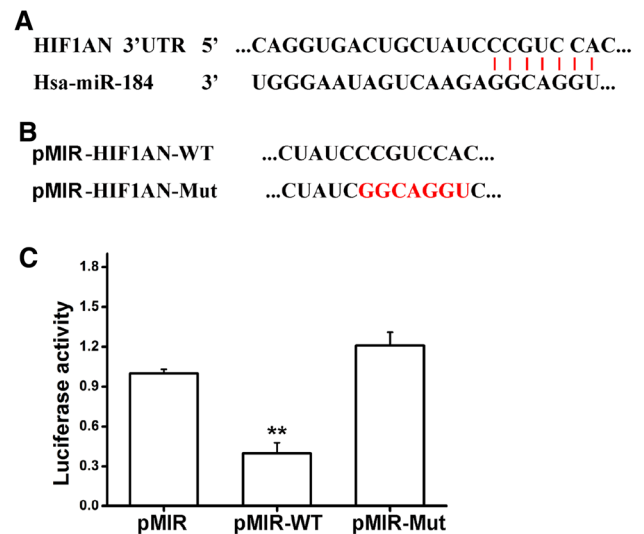 A
HIF1AN 3’UTR 5’ ...CAGGUGACUGCUAUCCCGUC CAC...
Hsa-miR-184 3’ UGGGAAUAGUCAAGAGGCAGGU...
B
pMIR-HIF1AN-WT ...CUAUCCCGUCCAC...
pMIR-HIF1AN-Mut ...CUAUCGGCAGGUC...
C
Luciferase activity
1.8
1.5
1.2
0.9
0.6
0.3
0.0
**
pMIR pMIR-WT pMIR-Mut